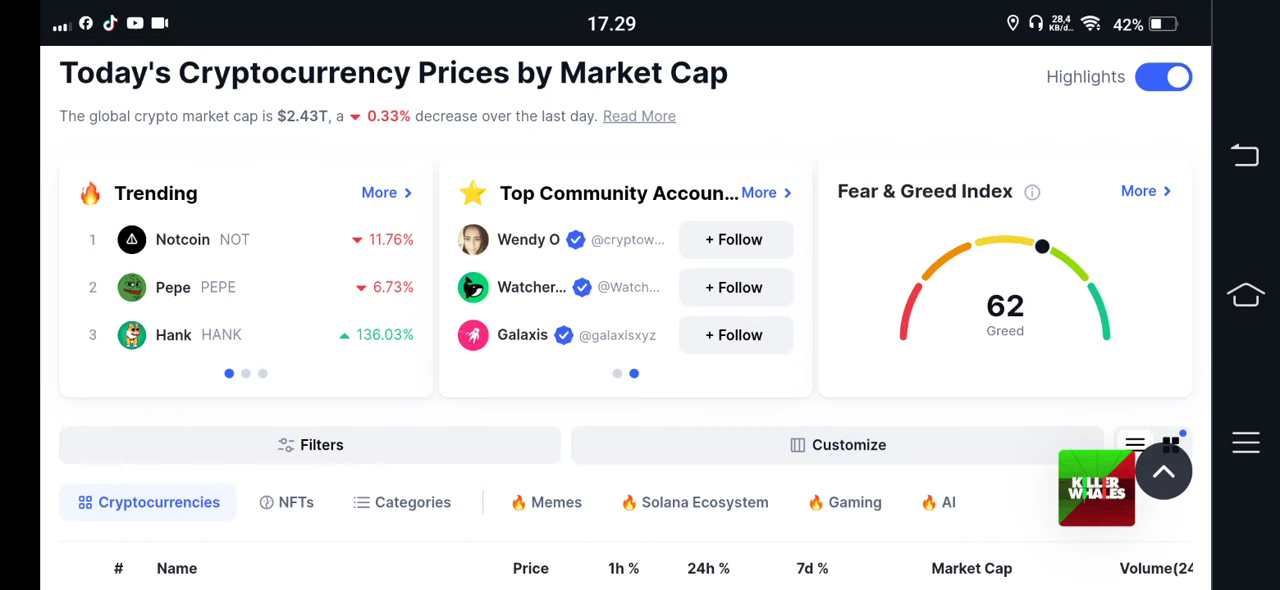 17.29
28,4
KB/d...
42%
Today's Cryptocurrency Prices by Market Cap
Highlights
The global crypto market cap is $2.43T, a 0.33% decrease over the last day. Read More
Trending
More
1 Notcoin NOT 11.76%
2 Pepe PEPE 6.73%
3 Hank HANK 136.03%
Top Community Accoun... More
Wendy O @cryptow... + Follow
Watcher... @Watch... + Follow
Galaxis @galaxisxyz + Follow
Fear & Greed Index
More
62
Greed
Filters
Customize
Cryptocurrencies NFTs Categories Memes Solana Ecosystem Gaming AI
KILLER
WHALES
# Name Price 1h % 24h % 7d % Market Cap Volume(24